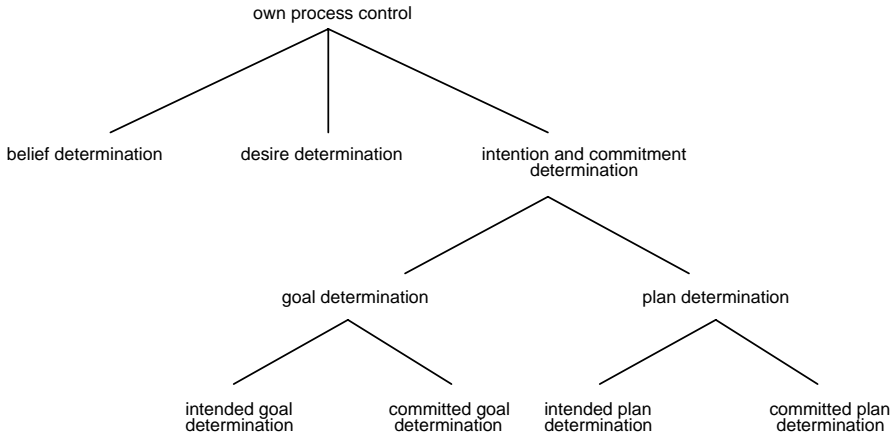 own process control
belief determination
desire determination
intention and commitment
determination
goal determination
plan determination
intended goal
determination
committed goal
determination
intended plan
determination
committed plan
determination